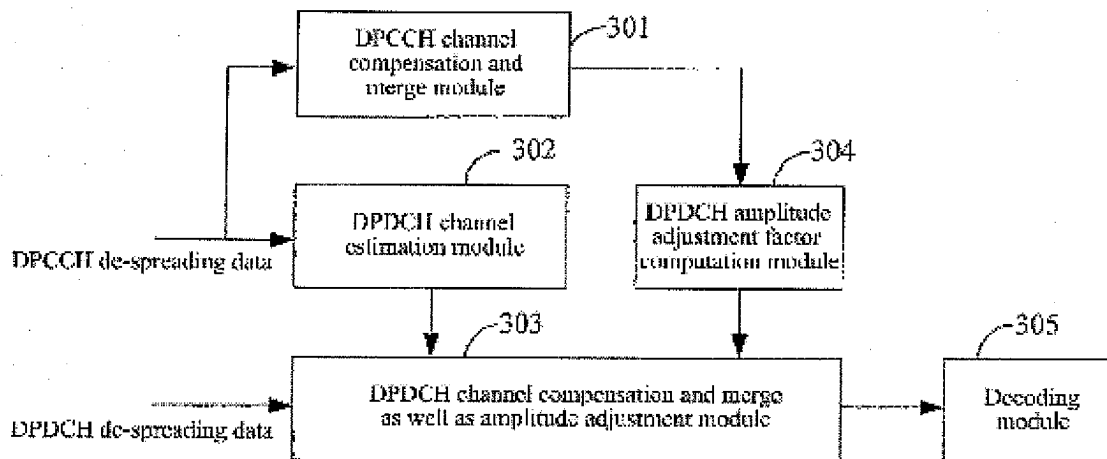 301
DPCCH channel
compensation and
merge module
302
DPDCH channel
estimation module
304
DPDCH amplitude
adjustment factor
computation module
DPCCH de-spreading data
303
DPDCH channel compensation and merge
as well as amplitude adjustment module
305
Decoding
module
DPDCH de-spreading data